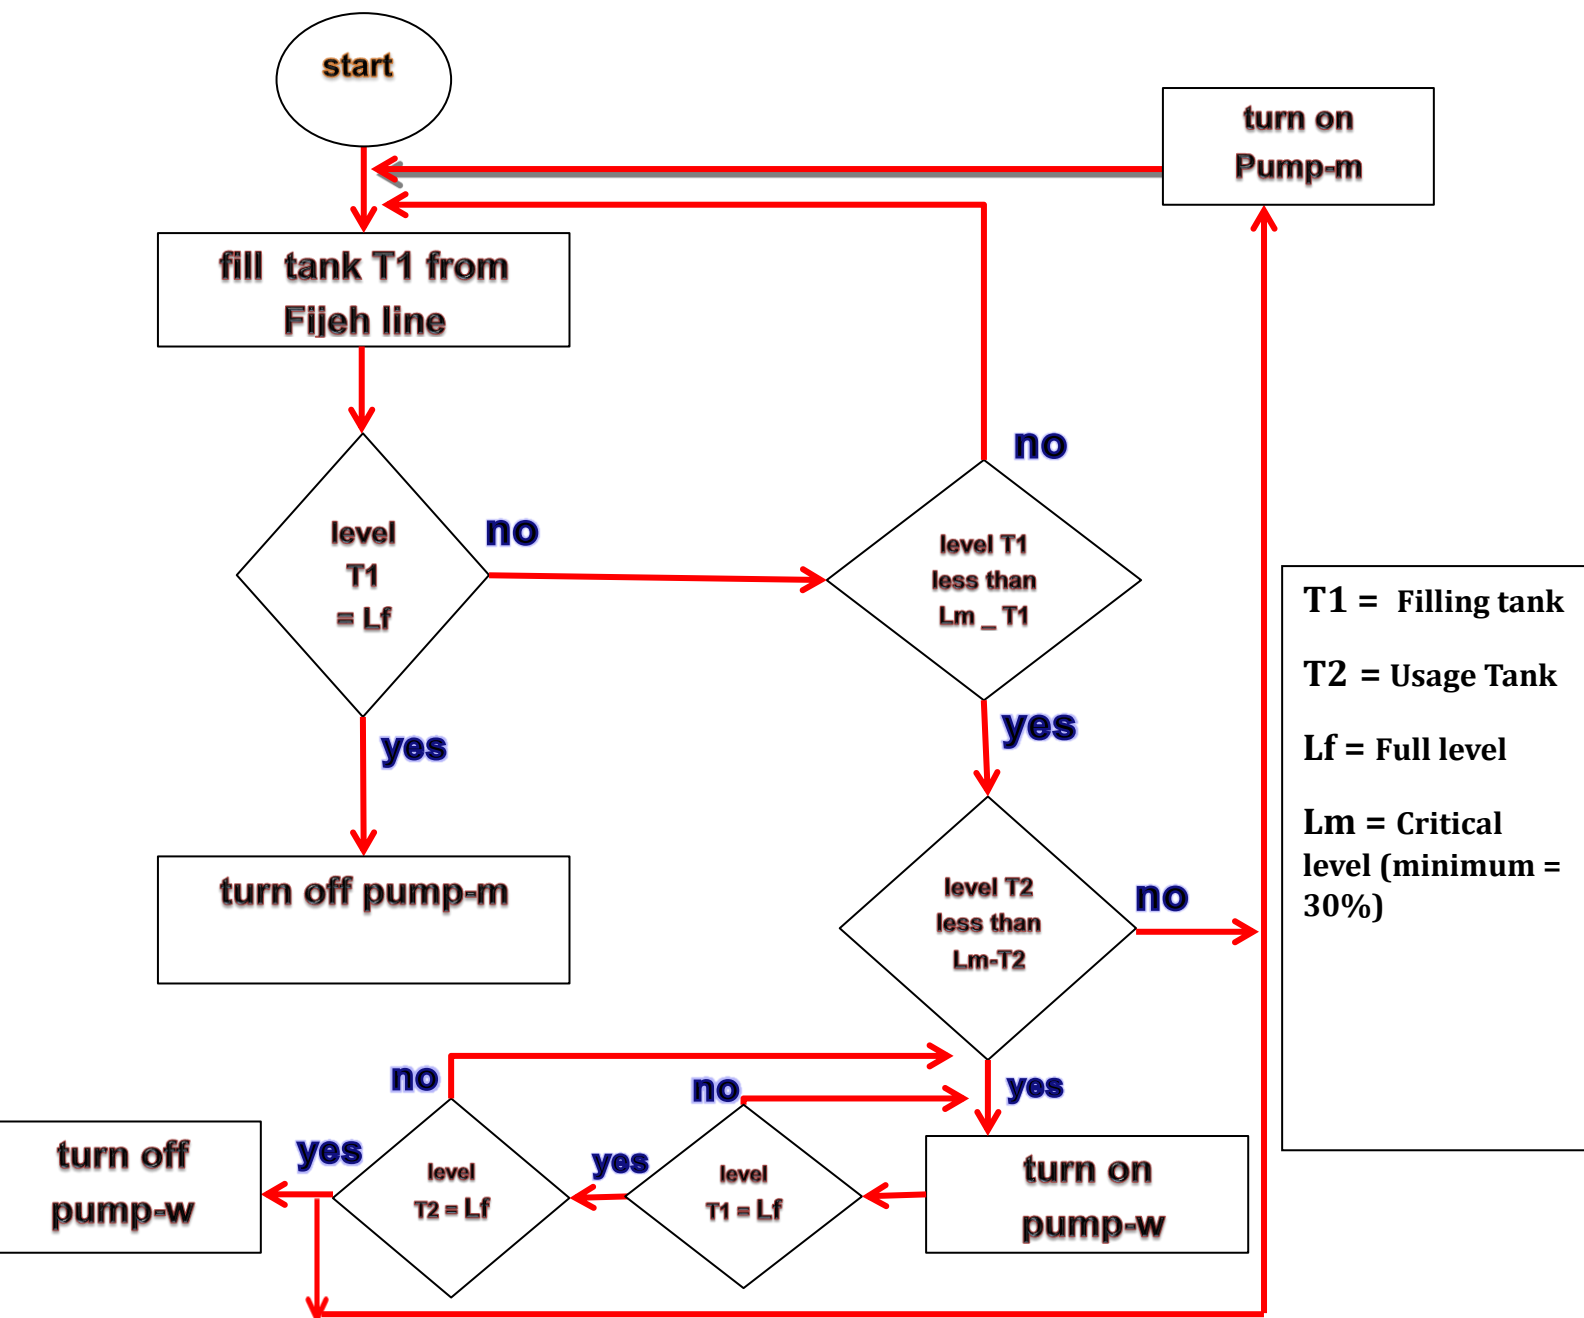 start
turn on
Pump-m
fill tank T1 from
Fijeh line
no
level
T1
= Lf
no
level T1
less than
Lm _ T1
yes
yes
turn off pump-m
level T2
less than
Lm-T2
no
T1 = Filling tank
T2 = Usage Tank
Lf = Full level
Lm = Critical
level (minimum =
30%)
no
no
yes
turn off
pump-w
yes
level
T2 = Lf
yes
level
T1 = Lf
turn on
pump-w